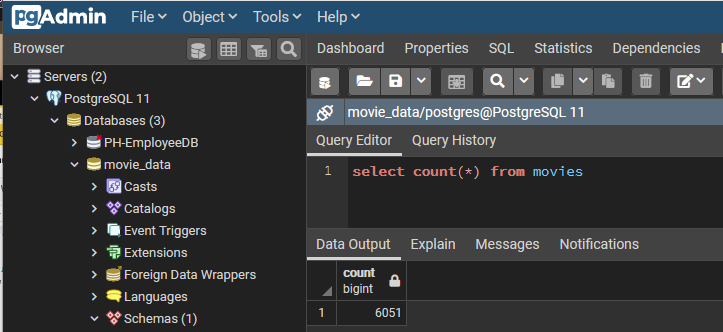 pgAdmin File Object Tools Help
Browser
Dashboard Properties SQL Statistics Dependencies
Servers (2)
PostgreSQL 11
Databases (3)
PH-EmployeeDB
movie_data
Casts
Catalogs
Event Triggers
Extensions
Foreign Data Wrappers
Languages
Schemas (1)
movie_data/postgres@PostgreSQL 11
Query Editor Query History
1 select count(*) from movies
Data Output Explain Messages Notifications
count
bigint
1 6051